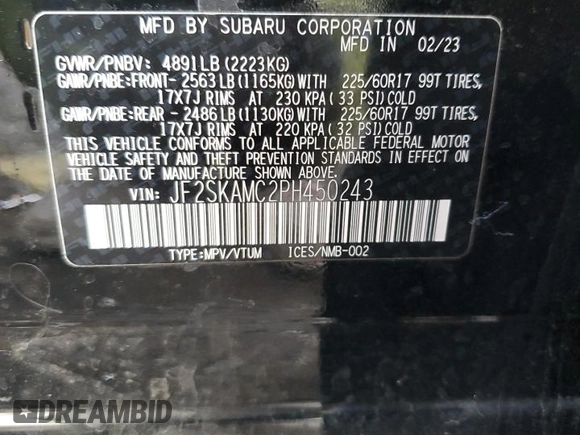 MFD BY SUBARU CORPORATION
MFD IN 02/23
GVWR/PNBV: 4891LB(2223KG)
GAWR/PNBE:FRONT-2563LB(1165KG)WITH 225/60R17 99T TIRES,
17X7J RIMS AT 230 KPA(33 PSI)COLD
GAWR/PNBE:REAR -2486LB(1130KG)WITH 225/60R17 99T TIRES,
17X7J RIMS AT 220 KPA(32 PSI)COLD
THIS VEHICLE CONFORMS TO ALL APPLICABLE FEDERAL MOTOR
VEHICLE SAFETY AND THEFT PREVENTION STANDARDS IN EFFECT ON
THE DATE OF MANUFACTURE SHOWN ABOVE.
VIN: JF2SKAMC2PH450243
TYPE:MPV/VTUM ICES/NMB-002
DREAMBID